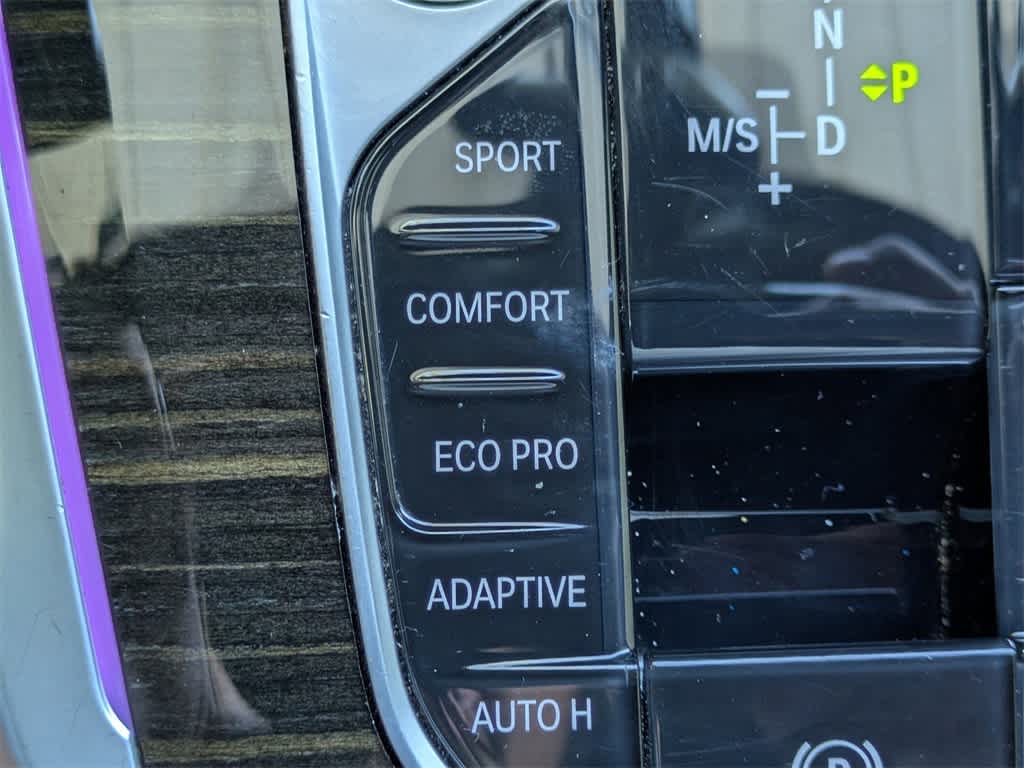 SPORT
COMFORT
ECO PRO
ADAPTIVE
AUTO H
N
P
M/S
D
−
+